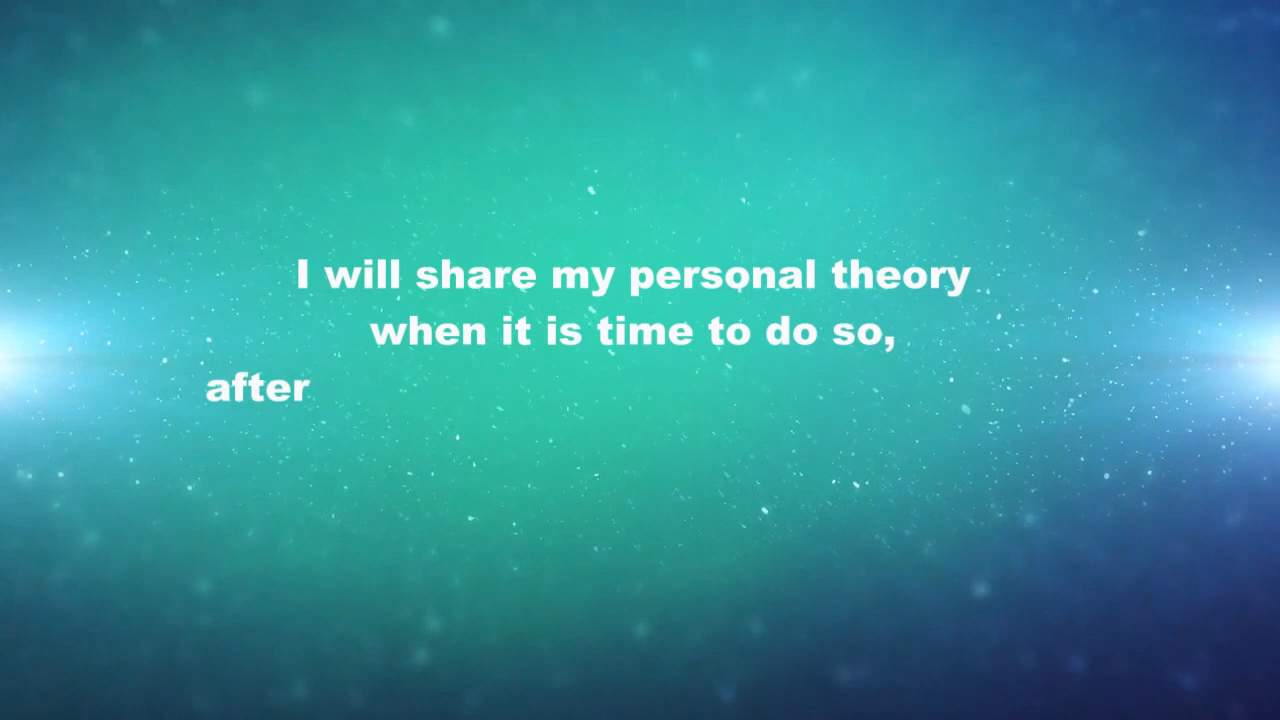 I will share my personal theory
when it is time to do so,
after